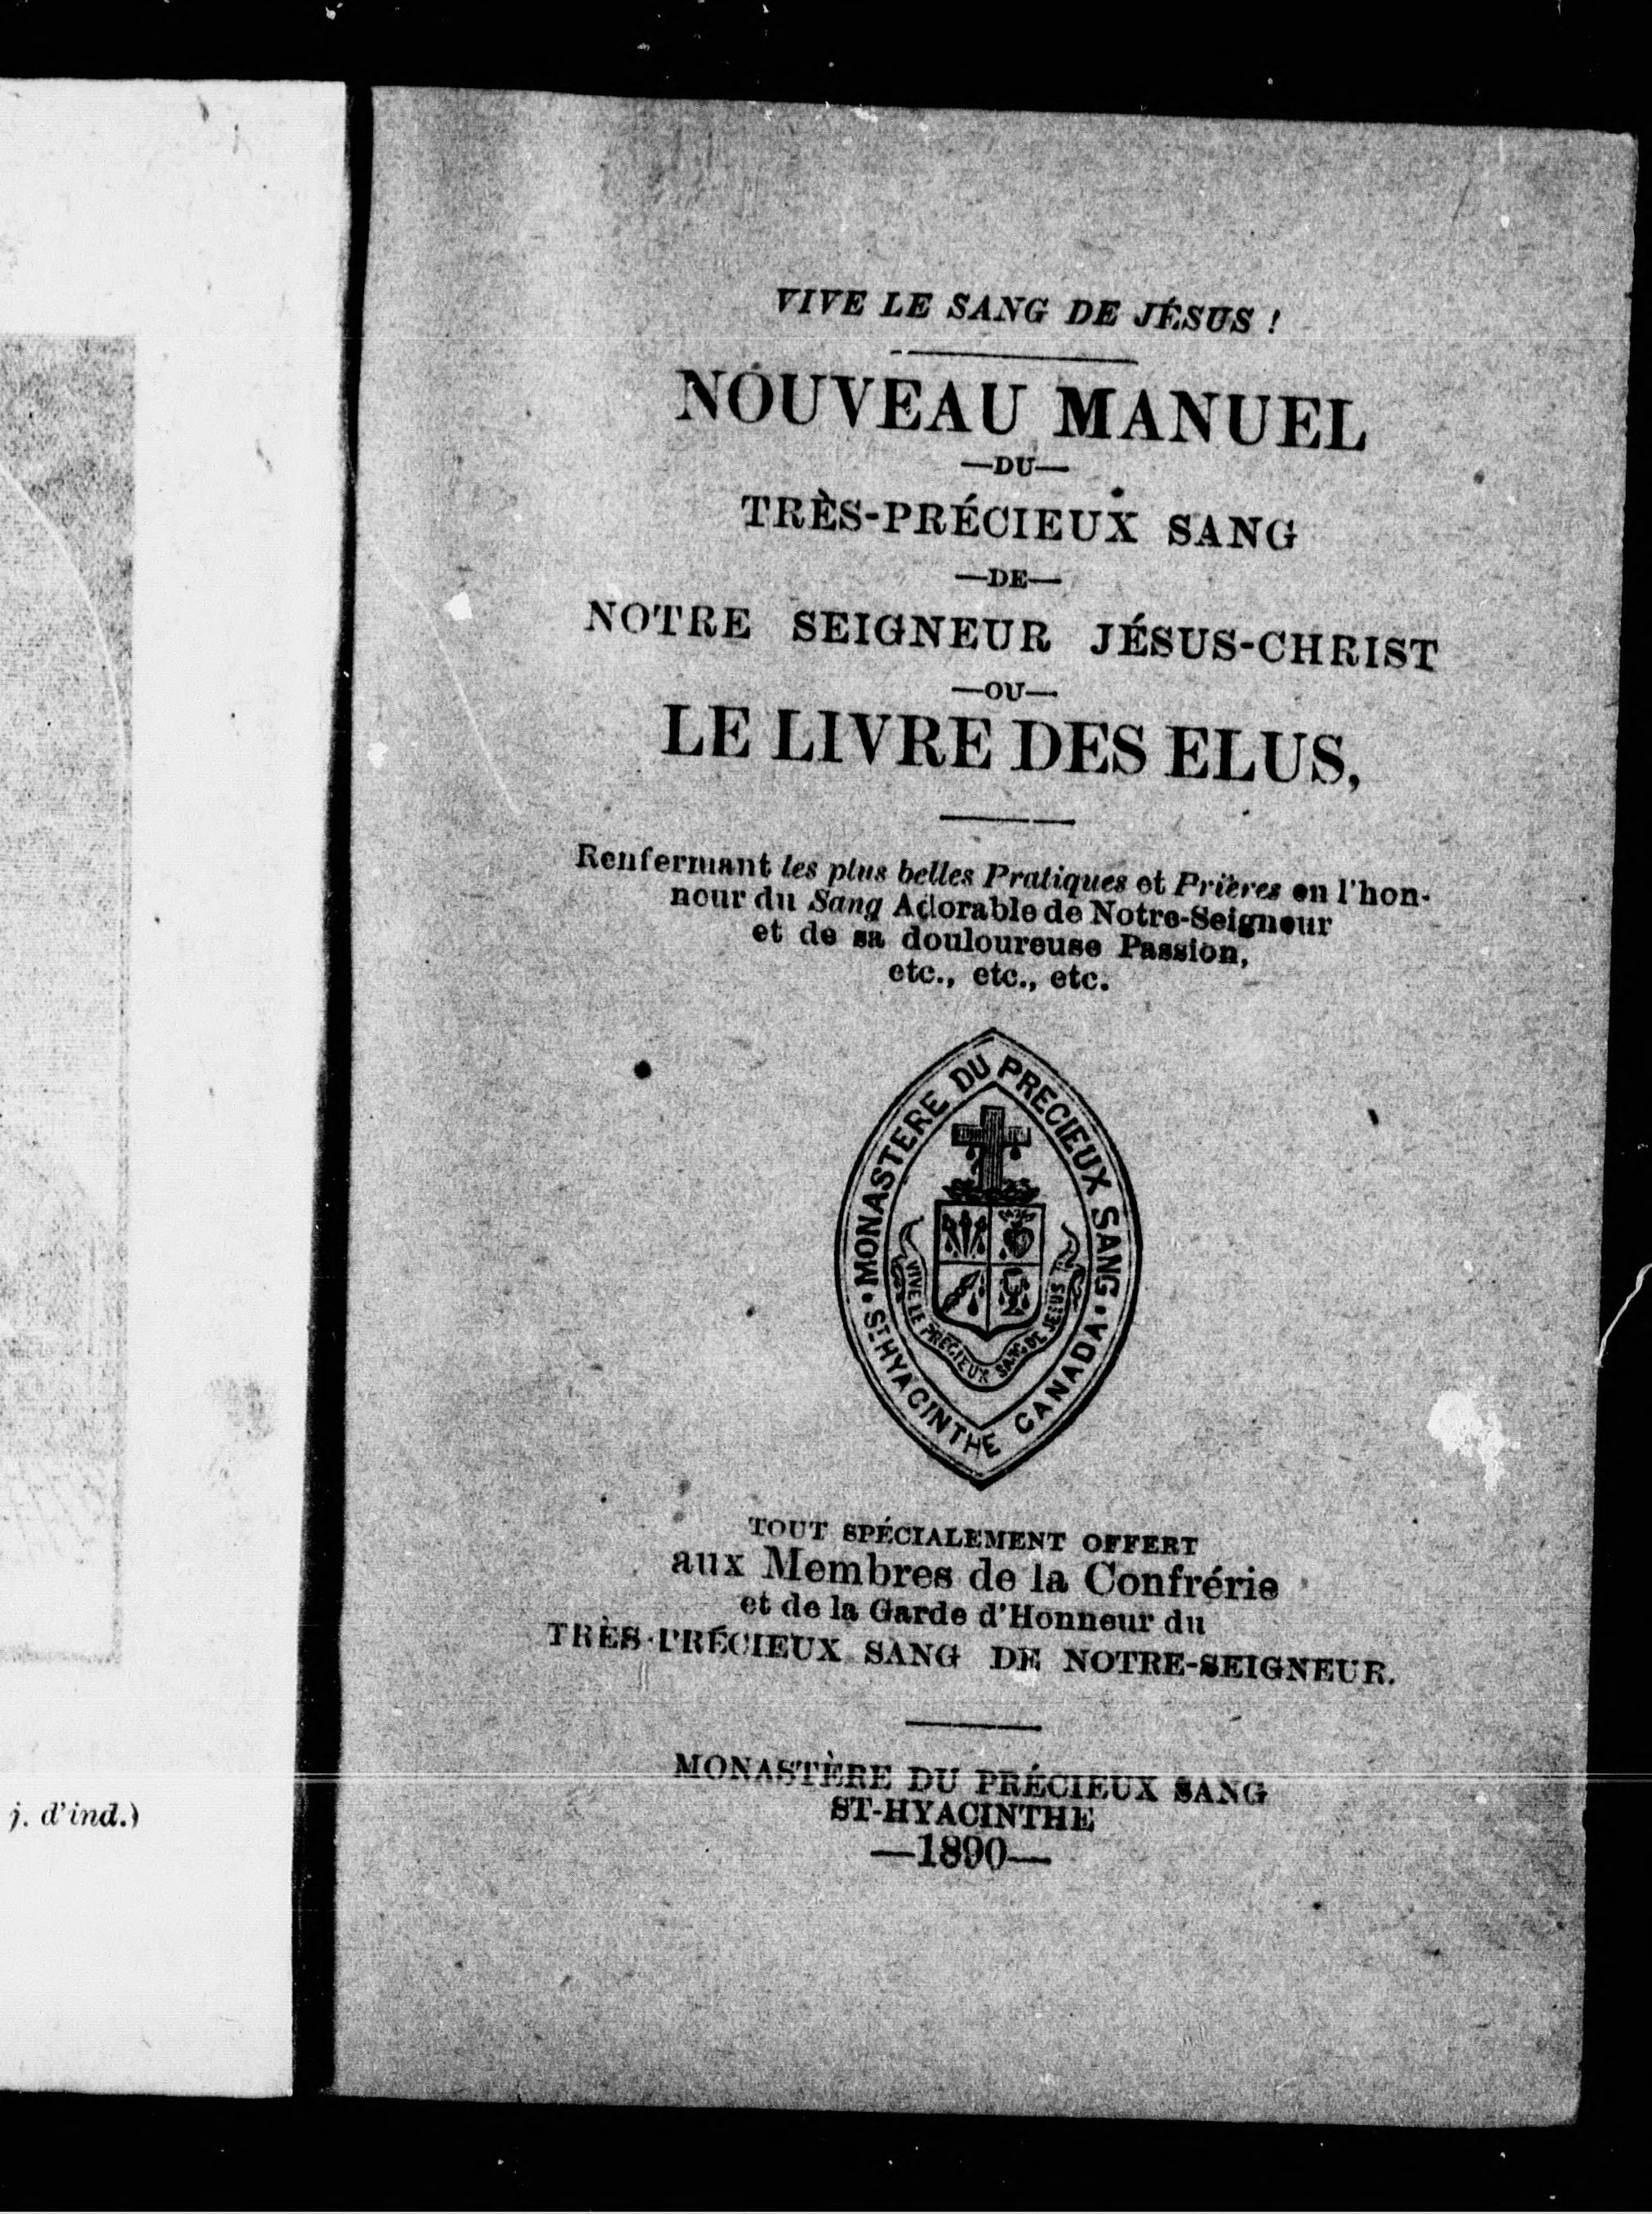 j. d'ind.)
VIVE LE SANG DE JÉSUS !
NOUVEAU MANUEL
—DU—
TRÈS-PRÉCIEUX SANG
—DE—
NOTRE SEIGNEUR JÉSUS-CHRIST
—OU—
LE LIVRE DES ELUS,
Renfermant les plus belles Pratiques et Prières en l'hon-
neur du Sang Adorable de Notre-Seigneur
et de sa douloureuse Passion,
etc., etc., etc.
MONASTERE DU PRECIEUX SANG
ST HYACINTHE CANADA
VIVE LE PRECIEUX SANG DE JESUS
TOUT SPÉCIALEMENT OFFERT
aux Membres de la Confrérie
et de la Garde d'Honneur du
TRÈS-PRÉCIEUX SANG DE NOTRE-SEIGNEUR.
MONASTÈRE DU PRÉCIEUX SANG
ST-HYACINTHE
—1890—